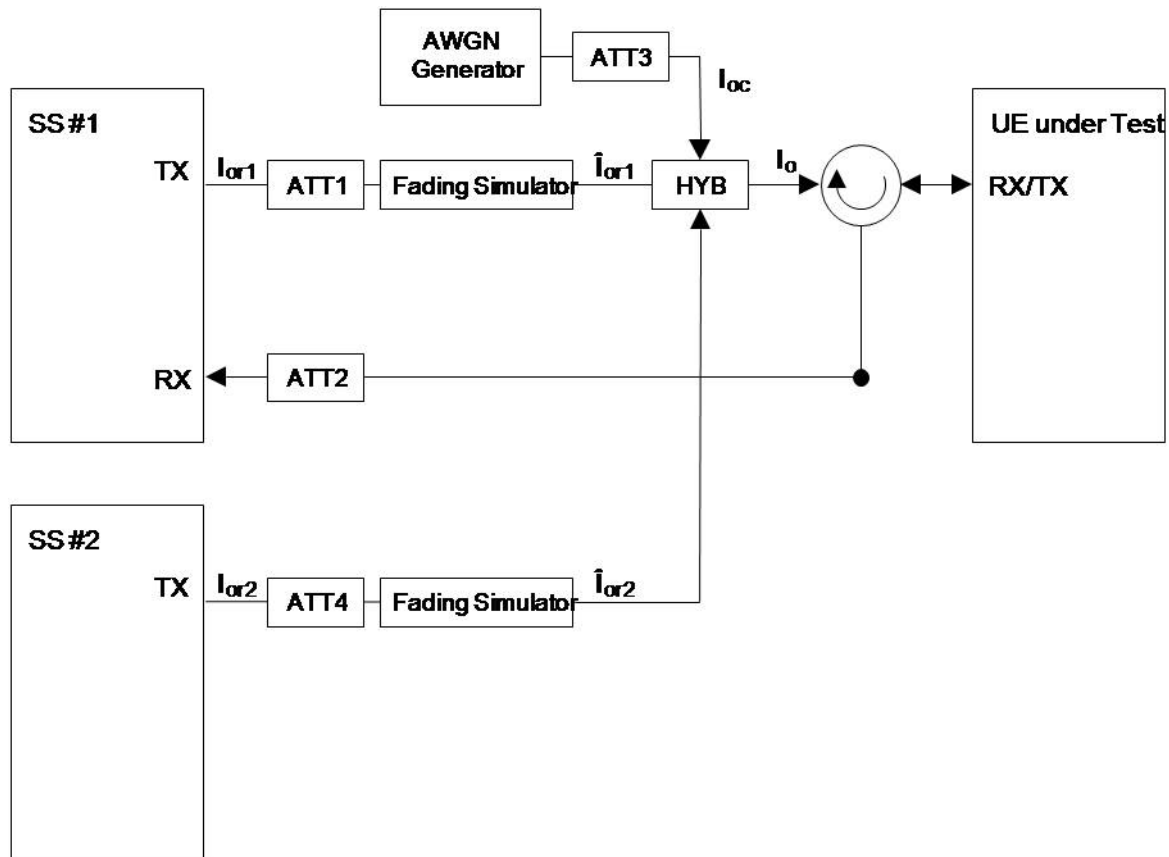 AWGN
Generator
ATT3
Ioc
SS #1
TX
Ior1
ATT1
Fading Simulator
Îor1
HYB
Io
UE under Test
RX/TX
RX
ATT2
SS #2
TX
Ior2
ATT4
Fading Simulator
Îor2